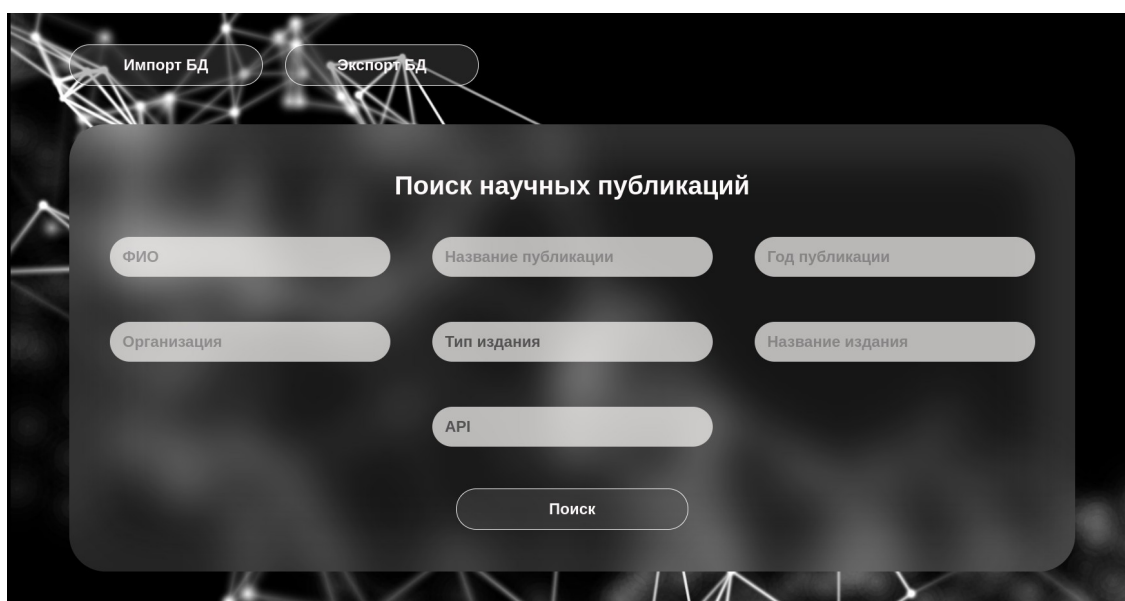 Импорт БД
Экспорт БД
Поиск научных публикаций
ФИО
Название публикации
Год публикации
Организация
Тип издания
Название издания
API
Поиск